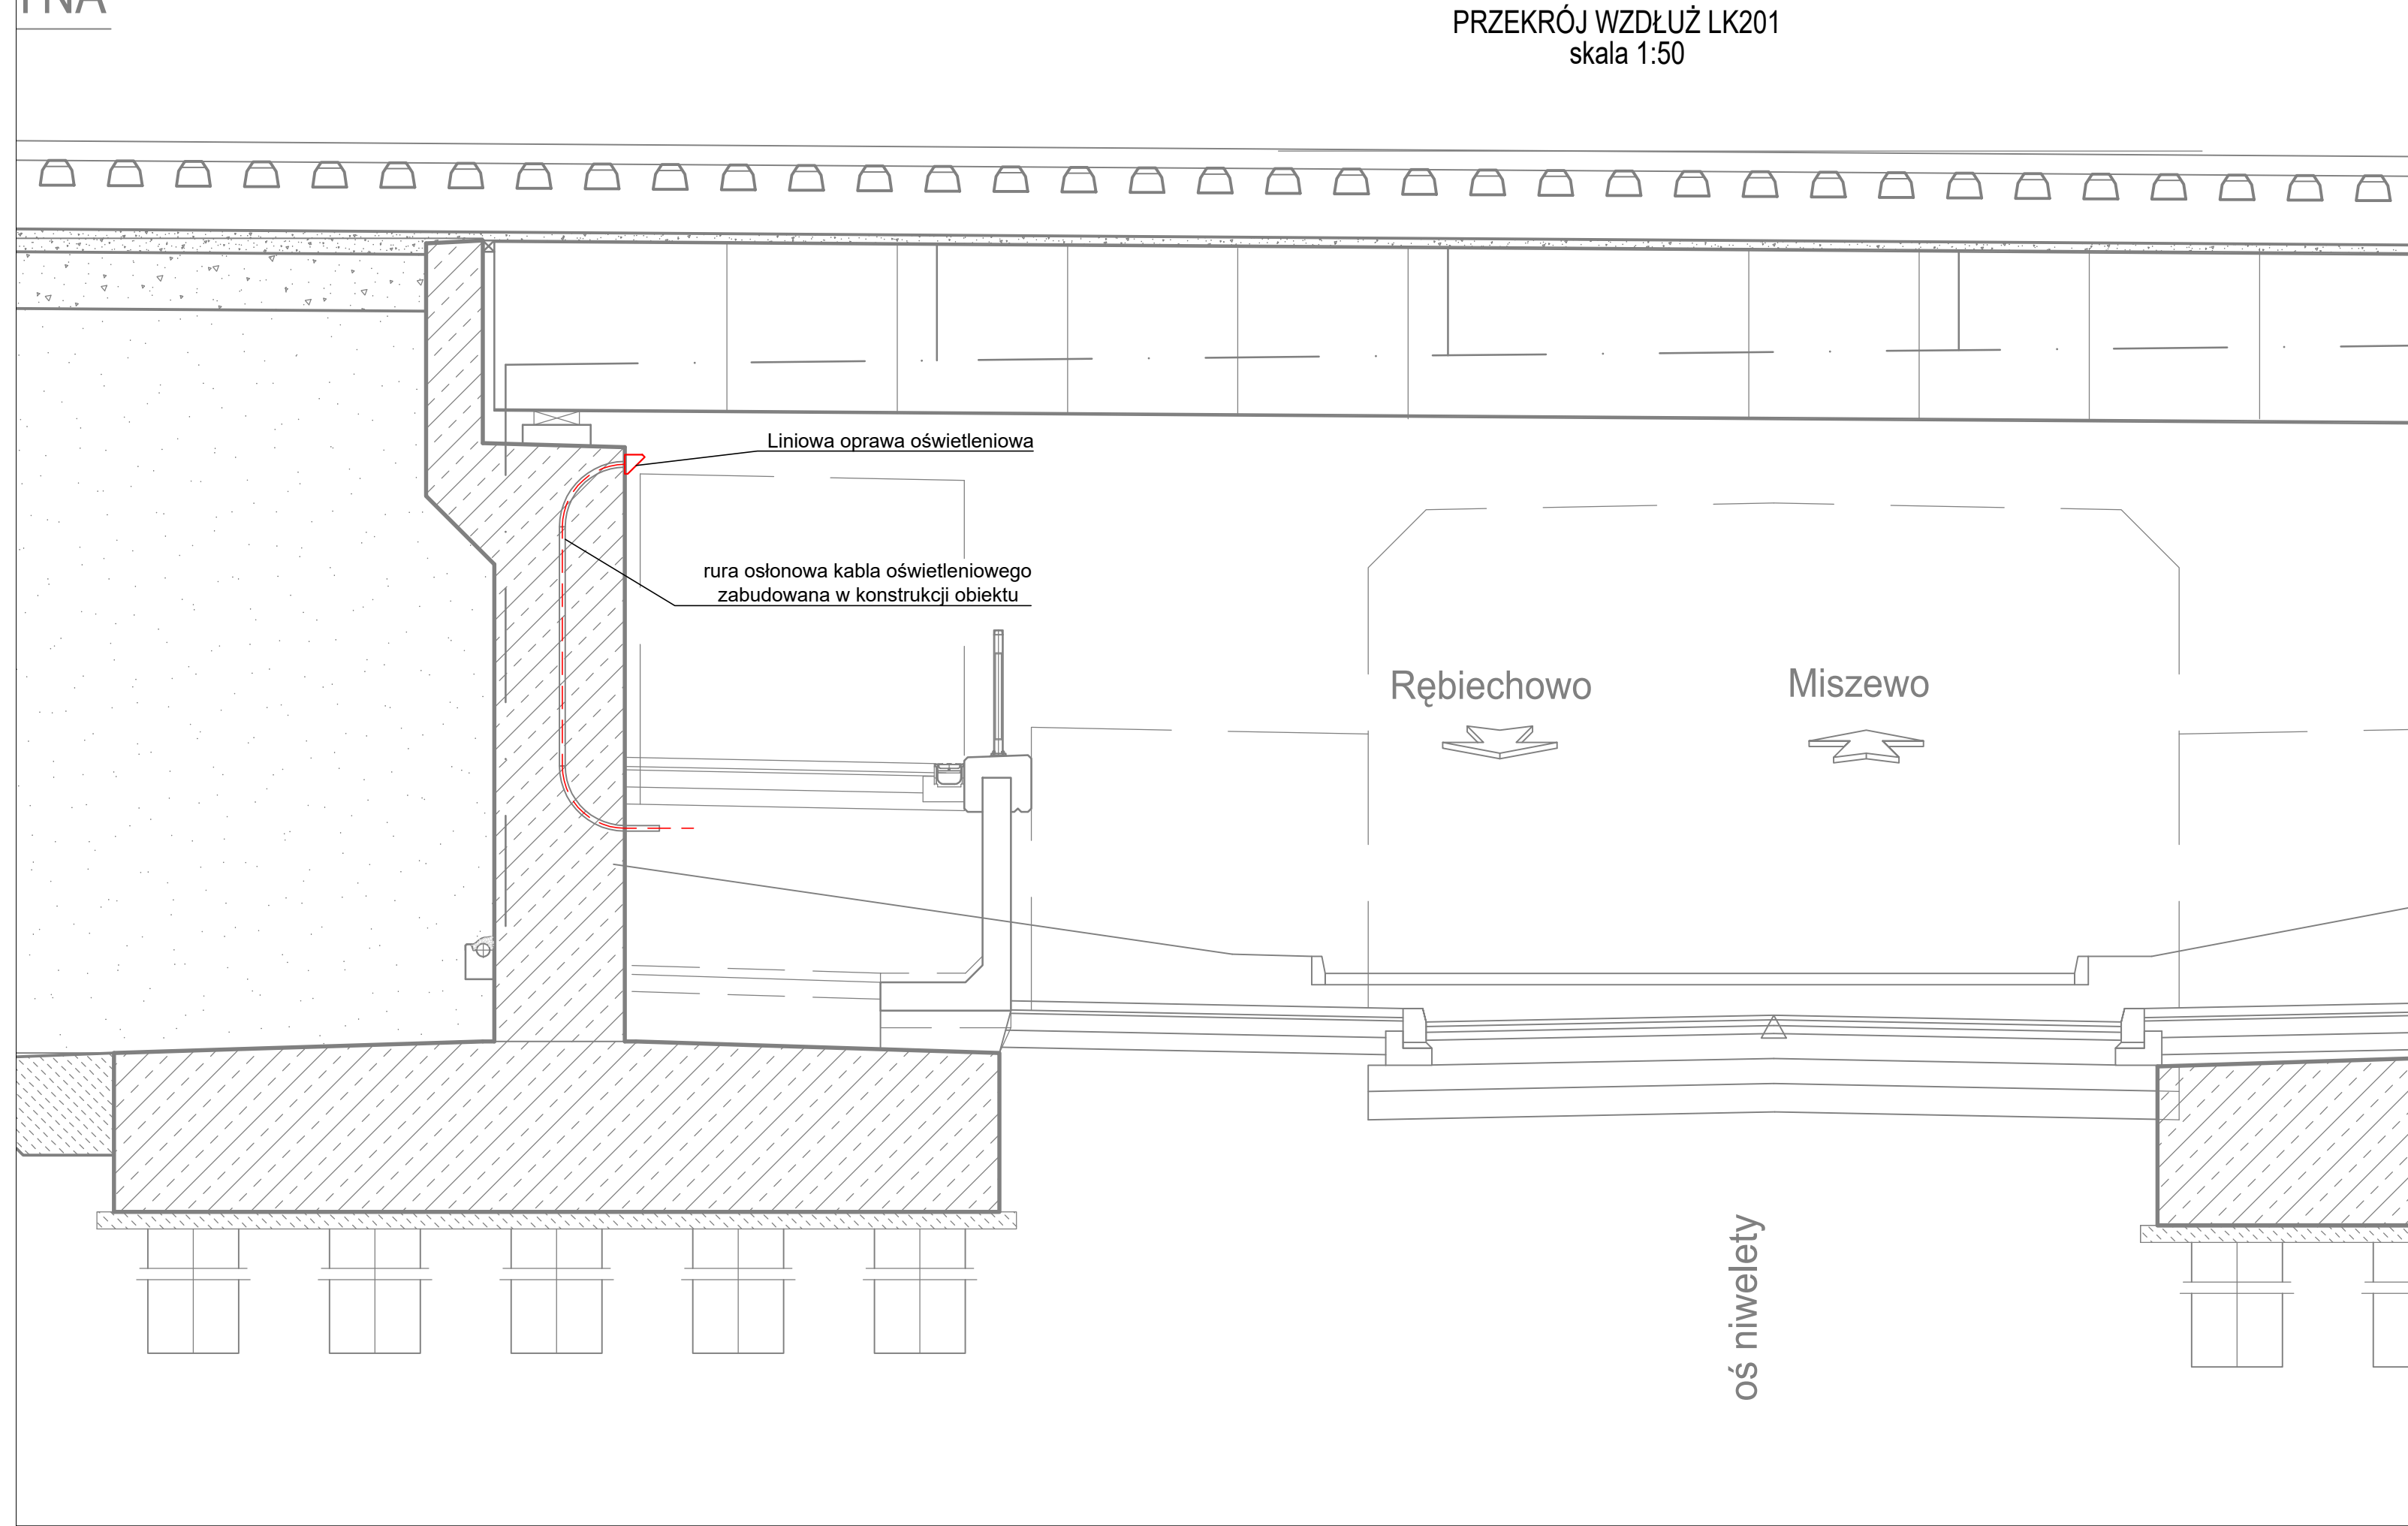 PRZEKRÓJ WZDŁUŻ LK201
skala 1:50
Liniowa oprawa oświetleniowa
rura osłonowa kabla oświetleniowego
zabudowana w konstrukcji obiektu
Rębiechowo
Miszewo
oś niwelety